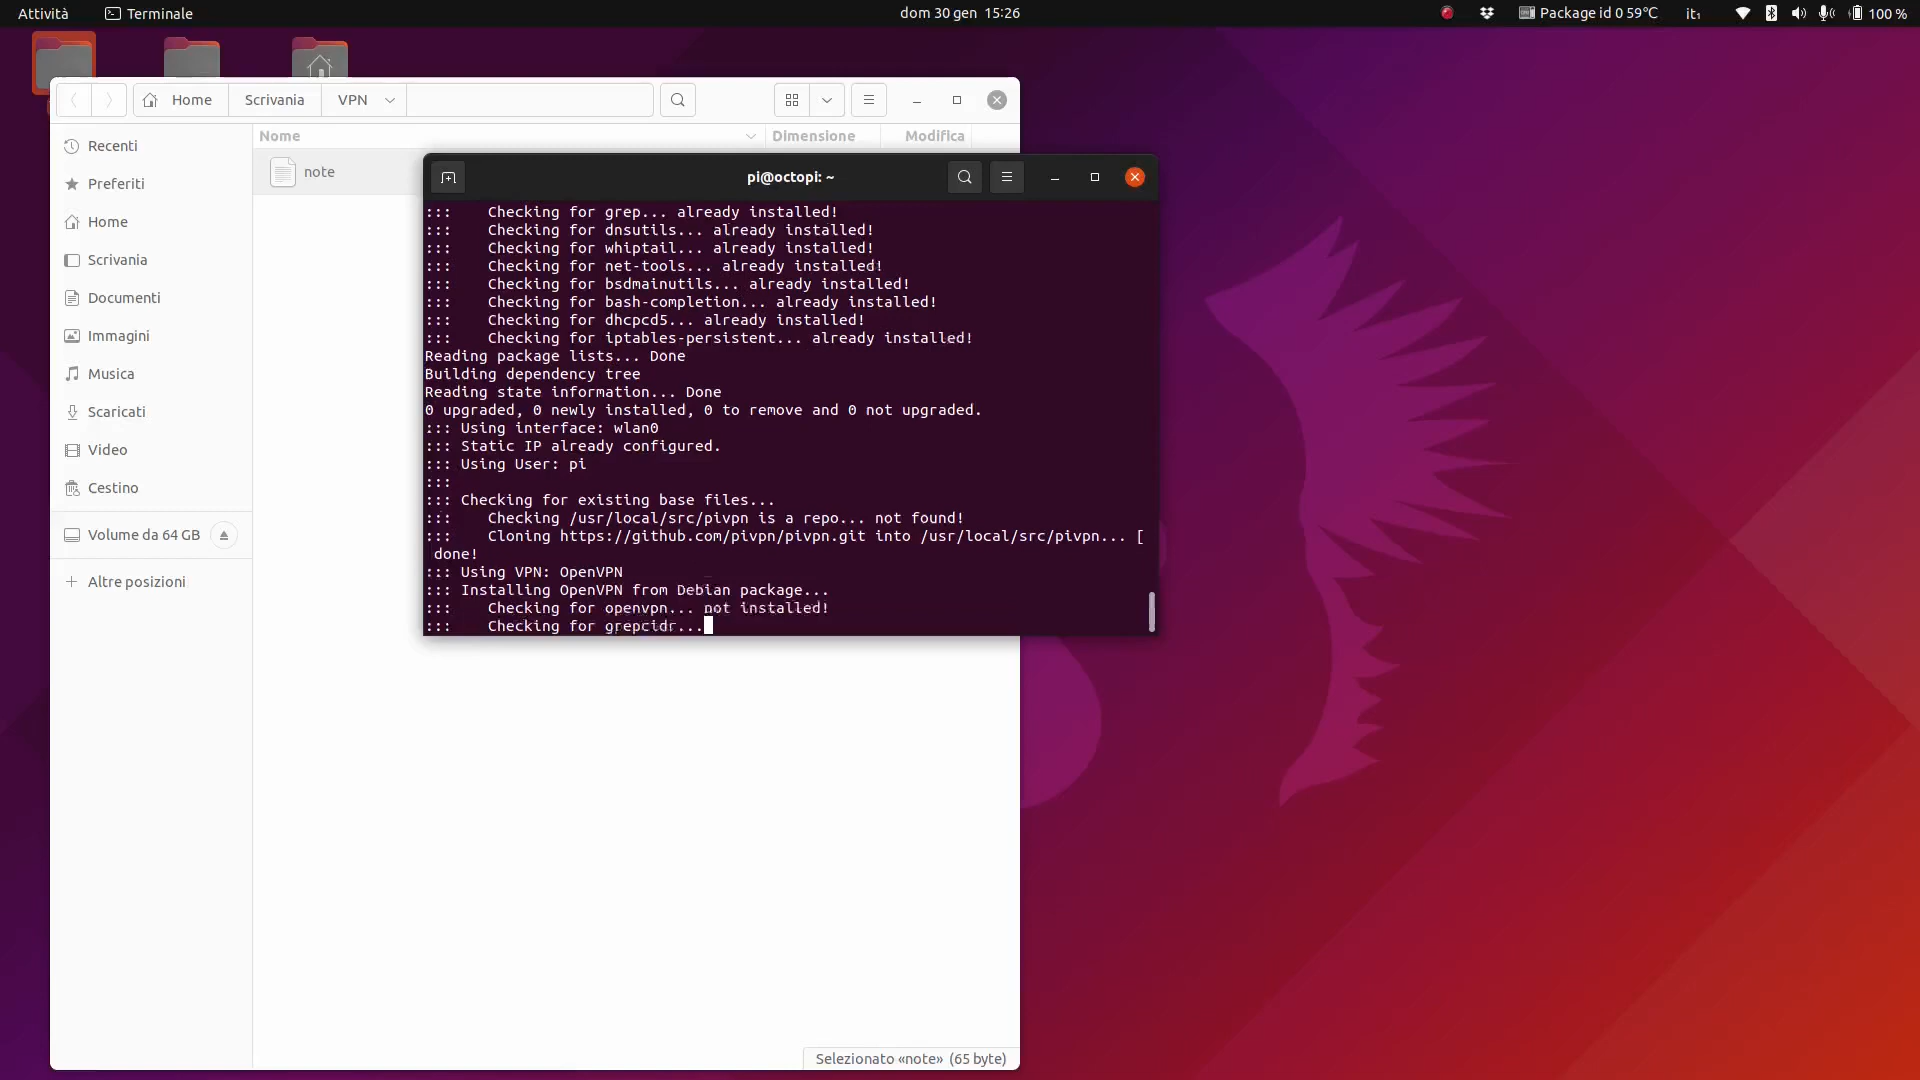 Attività
Terminale
dom 30 gen 15:26
Package id 0 59°C
it₁
100 %
Home
Scrivania
VPN
Nome
Dimensione
Modifica
Recenti
Preferiti
Home
Scrivania
Documenti
Immagini
Musica
Scaricati
Video
Cestino
Volume da 64 GB
+ Altre posizioni
note
pi@octopi: ~
:::    Checking for grep... already installed!
:::    Checking for dnsutils... already installed!
:::    Checking for whiptail... already installed!
:::    Checking for net-tools... already installed!
:::    Checking for bsdmainutils... already installed!
:::    Checking for bash-completion... already installed!
:::    Checking for dhcpcd5... already installed!
:::    Checking for iptables-persistent... already installed!
Reading package lists... Done
Building dependency tree
Reading state information... Done
0 upgraded, 0 newly installed, 0 to remove and 0 not upgraded.
::: Using interface: wlan0
::: Static IP already configured.
::: Using User: pi
:::
::: Checking for existing base files...
:::    Checking /usr/local/src/pivpn is a repo... not found!
:::    Cloning https://github.com/pivpn/pivpn.git into /usr/local/src/pivpn... [
 done!
::: Using VPN: OpenVPN
::: Installing OpenVPN from Debian package...
:::    Checking for openvpn... not installed!
:::    Checking for grepcidr...
Selezionato «note» (65 byte)